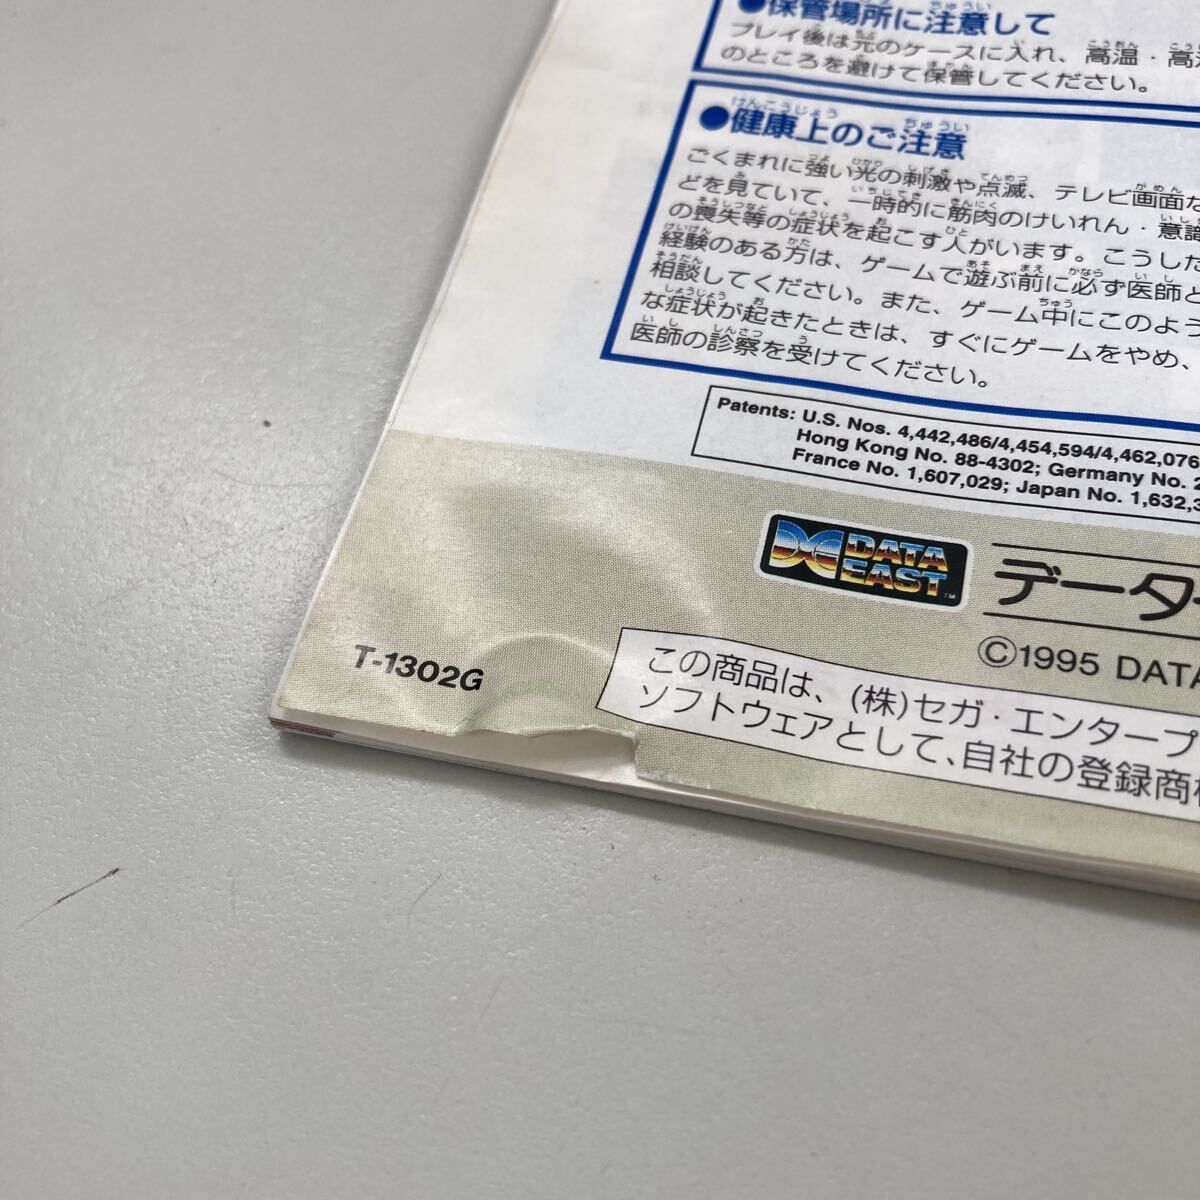 ●保管場所に注意して
プレイ後は元のケースに入れ、高温・高
のところを避けて保管してください。
●健康上のご注意
ごくまれに強い光の刺激や点滅、テレビ画面な
どを見ていて、一時的に筋肉のけいれん・意識
の喪失等の症状を起こす人がいます。こうした
経験のある方は、ゲームで遊ぶ前に必ず医師と
相談してください。また、ゲーム中にこのよう
な症状が起きたときは、すぐにゲームをやめ、
医師の診察を受けてください。
Patents: U.S. Nos. 4,442,486/4,454,594/4,462,076
Hong Kong No. 88-4302; Germany No. 2
France No. 1,607,029; Japan No. 1,632,3
DATA
EAST
TM
データ
©1995 DATA
T-1302G
この商品は、(株)セガ・エンタープ
ソフトウェアとして、自社の登録商